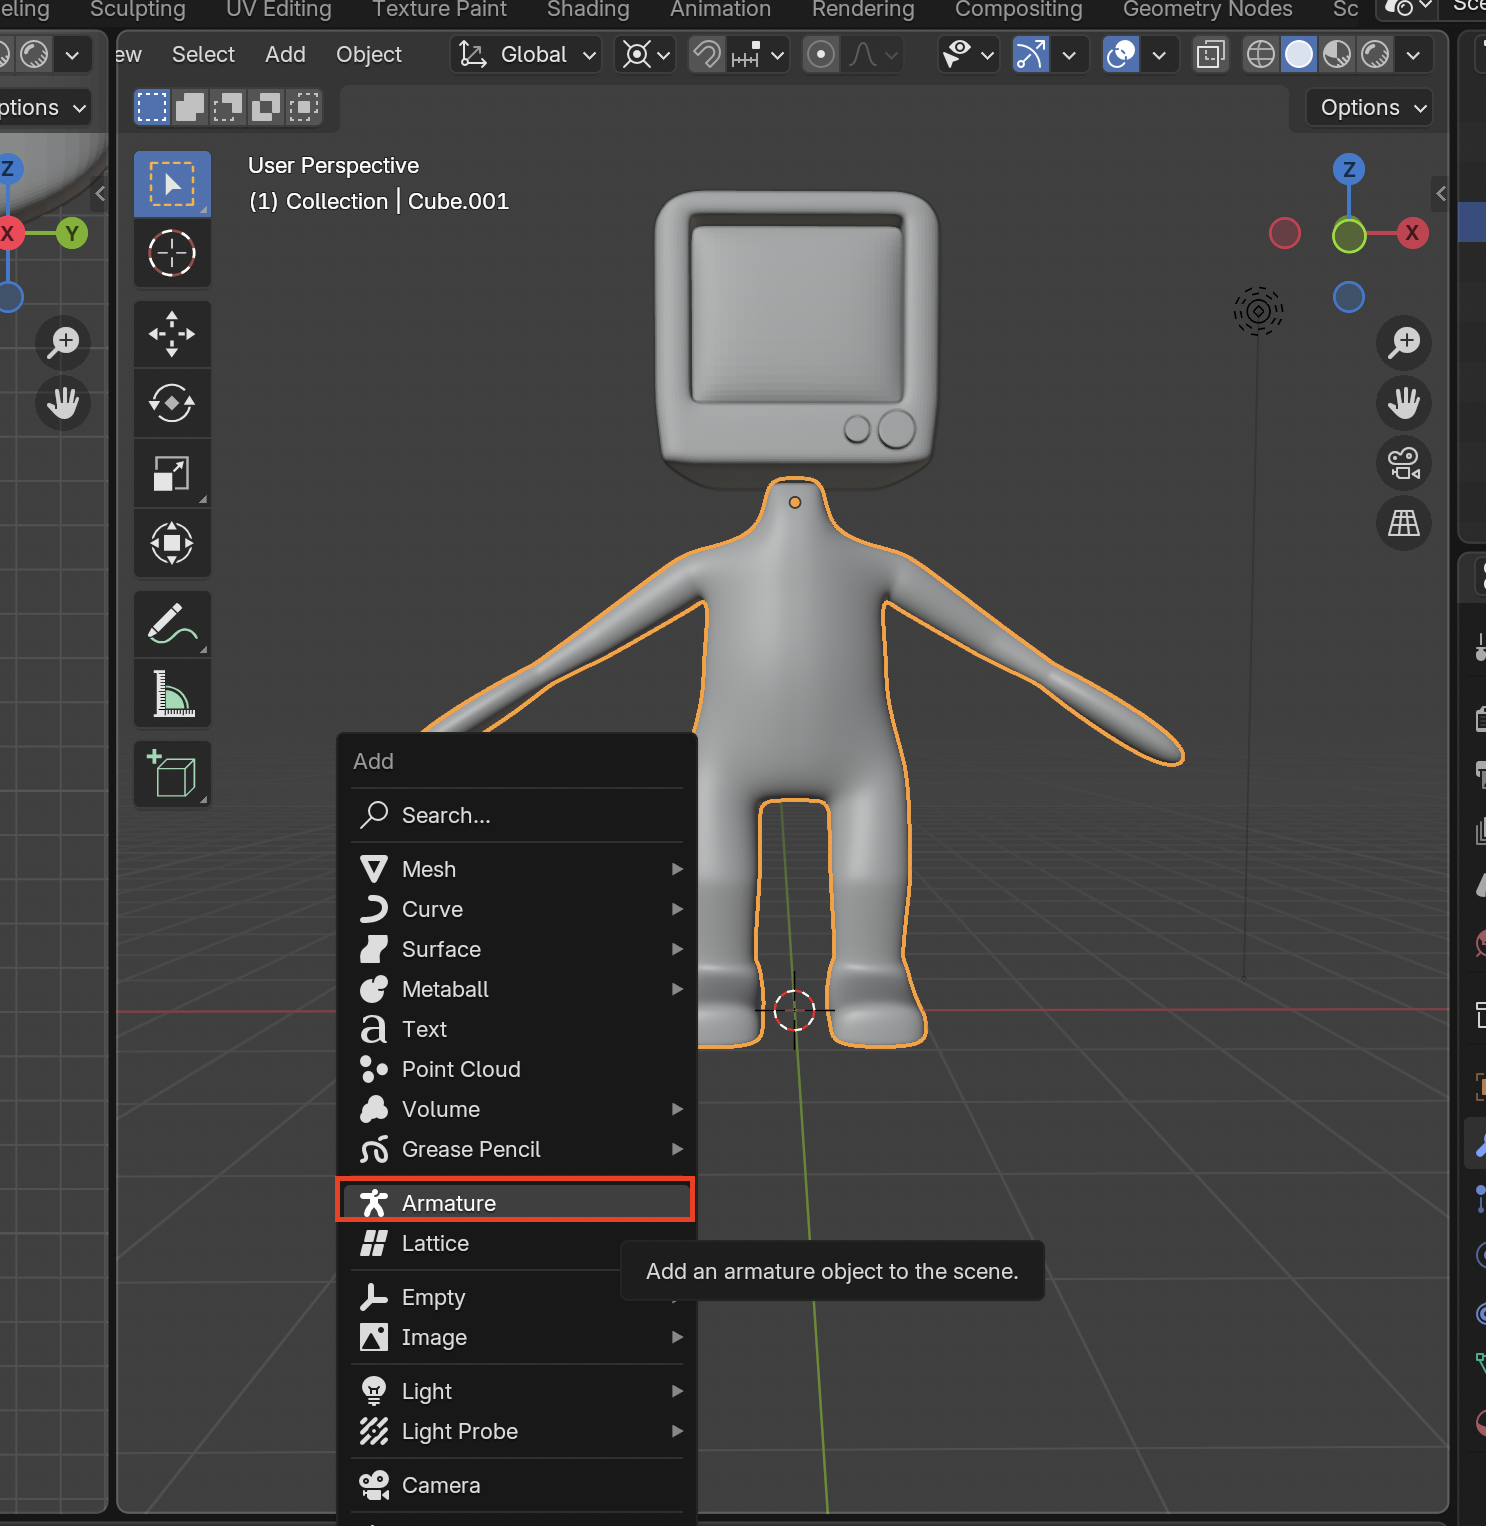 eling Sculpting UV Editing Texture Paint Shading Animation Rendering Compositing Geometry Nodes Sc Sce
ew Select Add Object Global
ptions Options
User Perspective
(1) Collection | Cube.001
Z
Z
X Y
X
Add
Search...
Mesh
Curve
Surface
Metaball
Text
Point Cloud
Volume
Grease Pencil
Armature
Lattice
Add an armature object to the scene.
Empty
Image
Light
Light Probe
Camera